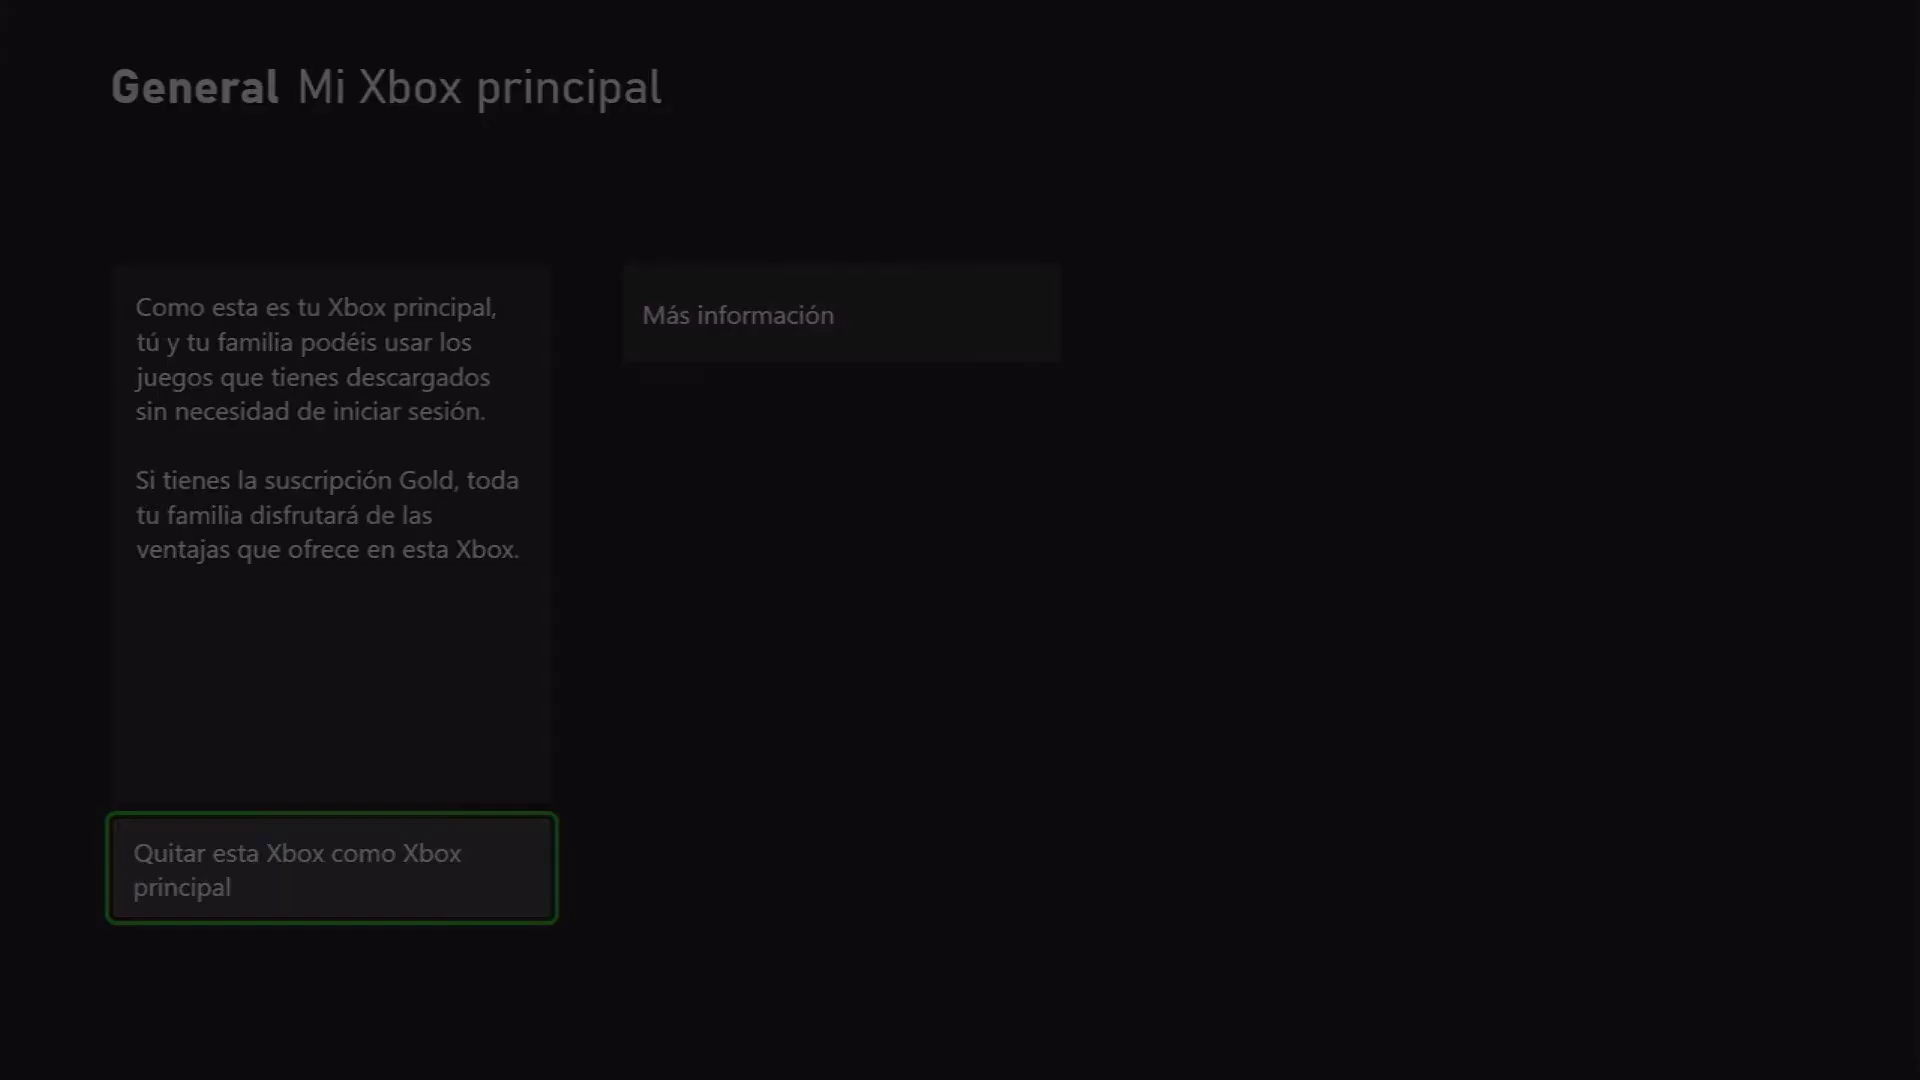 General Mi Xbox principal
Como esta es tu Xbox principal,
tú y tu familia podéis usar los
juegos que tienes descargados
sin necesidad de iniciar sesión.
Si tienes la suscripción Gold, toda
tu familia disfrutará de las
ventajas que ofrece en esta Xbox.
Quitar esta Xbox como Xbox
principal
Más información